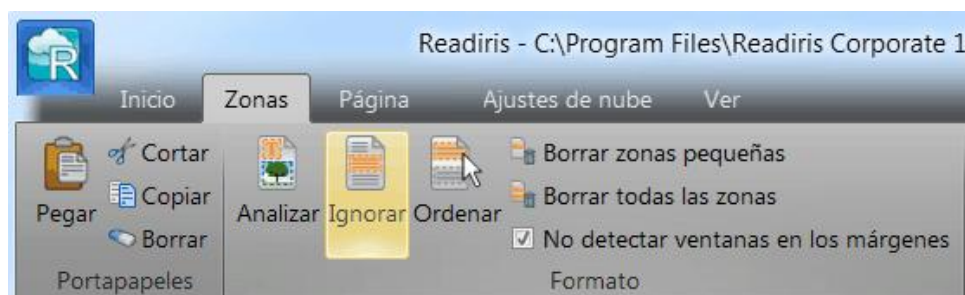 Readiris - C:\Program Files\Readiris Corporate 1
Inicio Zonas Página Ajustes de nube Ver
Pegar
Cortar
Copiar
Borrar
Portapapeles
Analizar
Ignorar
Ordenar
Borrar zonas pequeñas
Borrar todas las zonas
No detectar ventanas en los márgenes
Formato